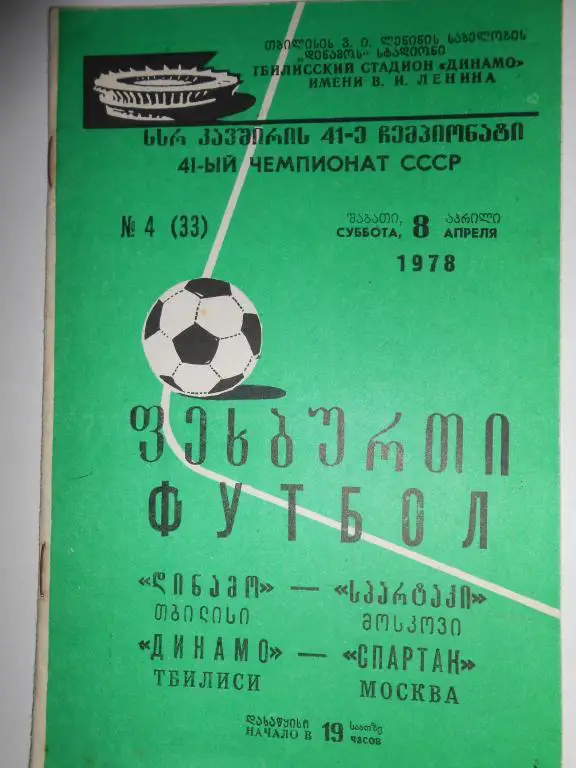 თბილისის ვ. ი. ლენინის სახელობის
„დინამოს" სტადიონი
ТБИЛИССКИЙ СТАДИОН «ДИНАМО»
ИМЕНИ В. И. ЛЕНИНА
სსრ კავშირის 41-ე ჩემპიონატი
41-ЫЙ ЧЕМПИОНАТ СССР
№ 4 (33)
შაბათი, 8 აპრილი
СУББОТА, АПРЕЛЯ
1978
ფეხბურთი
ФУТБОЛ
«დინამო» — «სპარტაკი»
თბილისი მოსკოვი
«ДИНАМО» — «СПАРТАК»
ТБИЛИСИ МОСКВА
დასაწყისი 19 საათზე
НАЧАЛО В ЧАСОВ